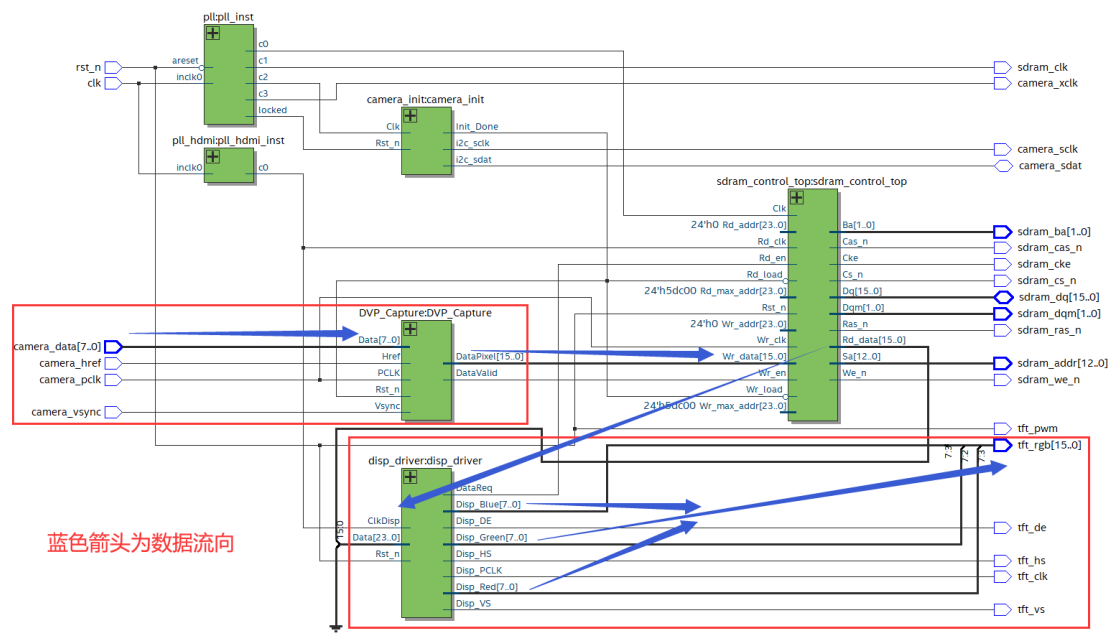 pll:pll_inst
rst_n
clk
areset
inclk0
c0
c1
c2
c3
locked
sdram_clk
camera_xclk
camera_init:camera_init
Clk
Rst_n
Init_Done
i2c_sclk
i2c_sdat
camera_sclk
camera_sdat
pll_hdmi:pll_hdmi_inst
inclk0
c0
sdram_control_top:sdram_control_top
Clk
24'h0 Rd_addr[23..0]
Rd_clk
Rd_en
Rd_load
24'h5dc00 Rd_max_addr[23..0]
Rst_n
24'h0 Wr_addr[23..0]
Wr_clk
Wr_data[15..0]
Wr_en
Wr_load
24'h5dc00 Wr_max_addr[23..0]
Ba[1..0]
Cas_n
Cke
Cs_n
Dq[15..0]
Dqm[1..0]
Ras_n
Rd_data[15..0]
Sa[12..0]
We_n
sdram_ba[1..0]
sdram_cas_n
sdram_cke
sdram_cs_n
sdram_dq[15..0]
sdram_dqm[1..0]
sdram_ras_n
sdram_addr[12..0]
sdram_we_n
DVP_Capture:DVP_Capture
camera_data[7..0]
camera_href
camera_pclk
camera_vsync
Data[7..0]
Href
PCLK
Rst_n
Vsync
DataPixel[15..0]
DataValid
tft_pwm
tft_rgb[15..0]
7:3
7:2
7:3
disp_driver:disp_driver
15:0
ClkDisp
Data[23..0]
Rst_n
DataReq
Disp_Blue[7..0]
Disp_DE
Disp_Green[7..0]
Disp_HS
Disp_PCLK
Disp_Red[7..0]
Disp_VS
tft_de
tft_hs
tft_clk
tft_vs
蓝色箭头为数据流向